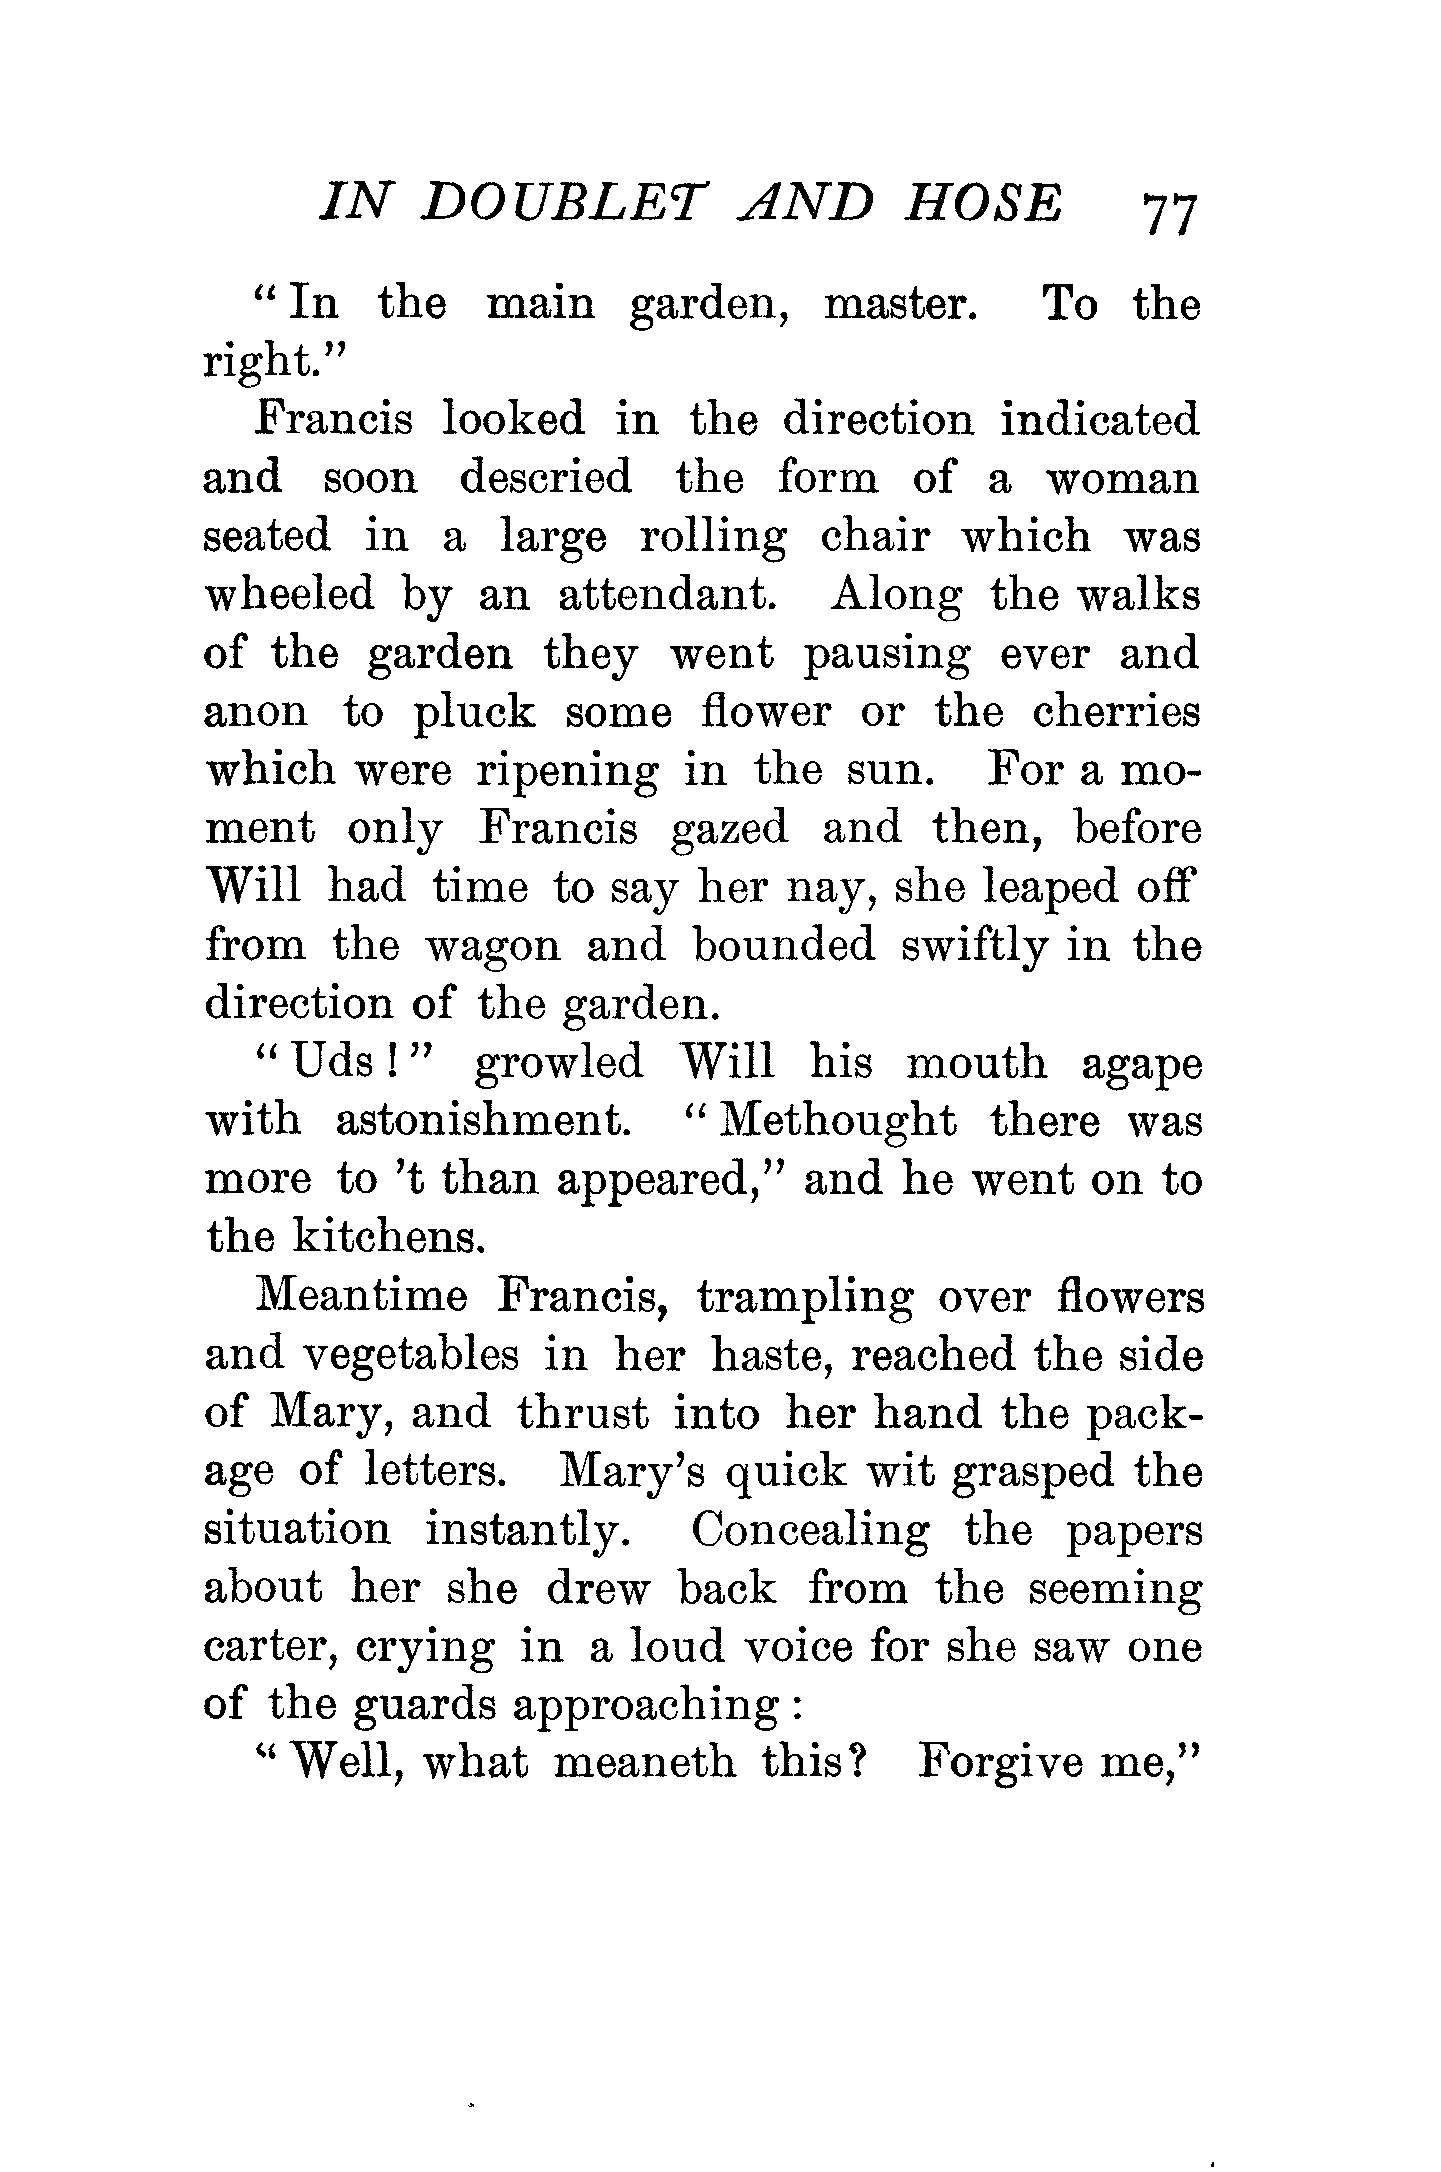 IN DOUBLET AND HOSE 77
“ In the main garden, master. To the
right.”
Francis looked in the direction indicated
and soon descried the form of a woman
seated in a large rolling chair which was
wheeled by an attendant. Along the walks
of the garden they went pausing ever and
anon to pluck some flower or the cherries
which were ripening in the sun. For a mo-
ment only Francis gazed and then, before
Will had time to say her nay, she leaped off
from the wagon and bounded swiftly in the
direction of the garden.
“ Uds ! ” growled Will his mouth agape
with astonishment. “ Methought there was
more to ’t than appeared,” and he went on to
the kitchens.
Meantime Francis, trampling over flowers
and vegetables in her haste, reached the side
of Mary, and thrust into her hand the pack-
age of letters. Mary’s quick wit grasped the
situation instantly. Concealing the papers
about her she drew back from the seeming
carter, crying in a loud voice for she saw one
of the guards approaching :
“ Well, what meaneth this? Forgive me,”